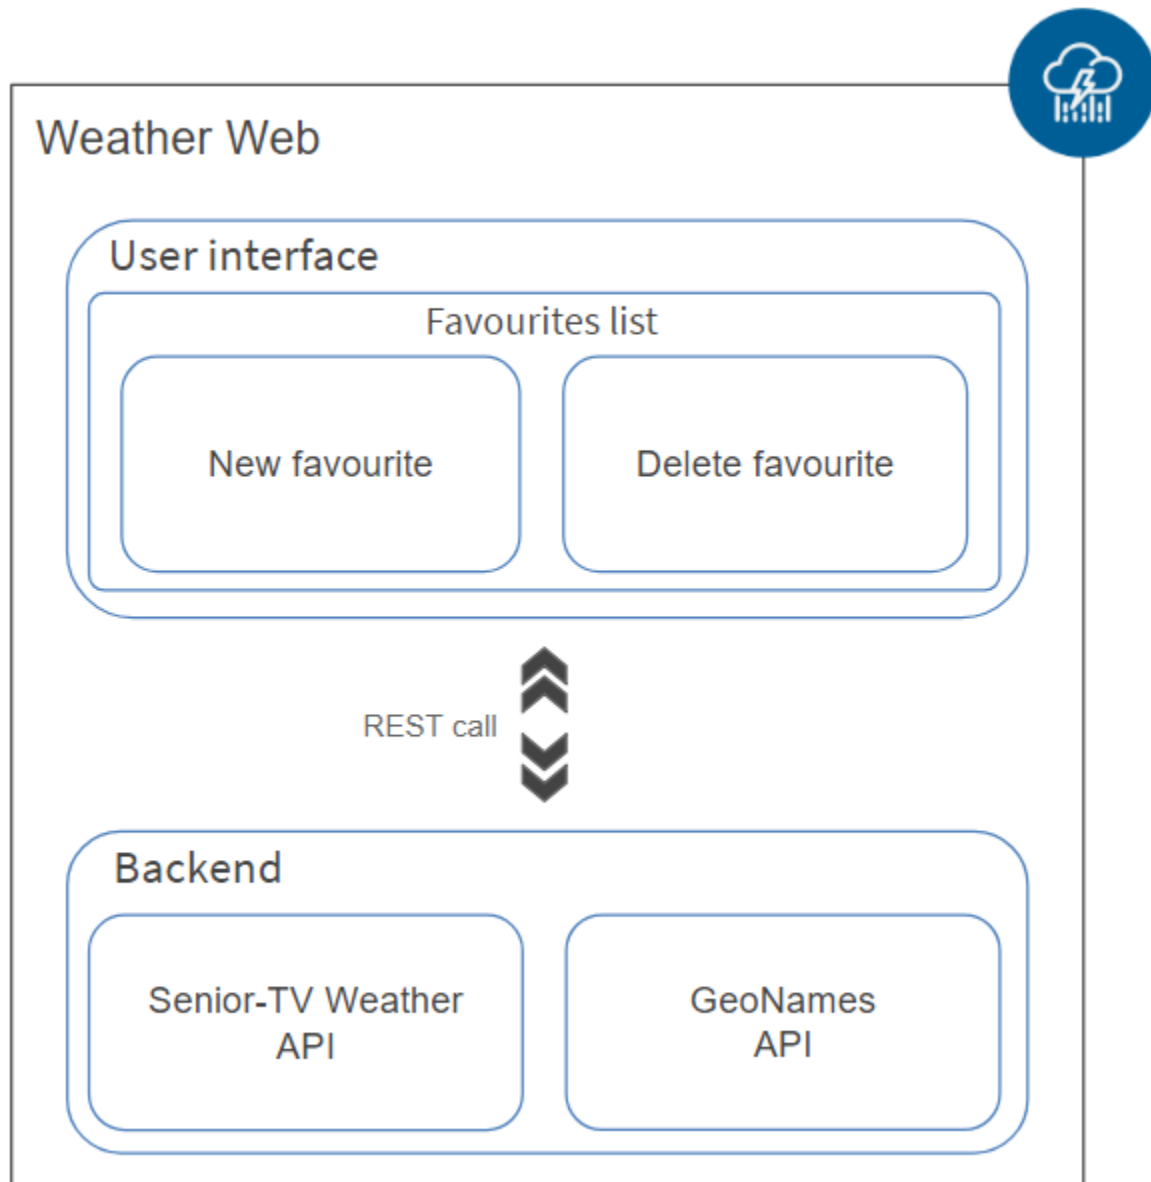 Weather Web
User interface
Favourites list
New favourite
Delete favourite
REST call
Backend
Senior-TV Weather
API
GeoNames
API